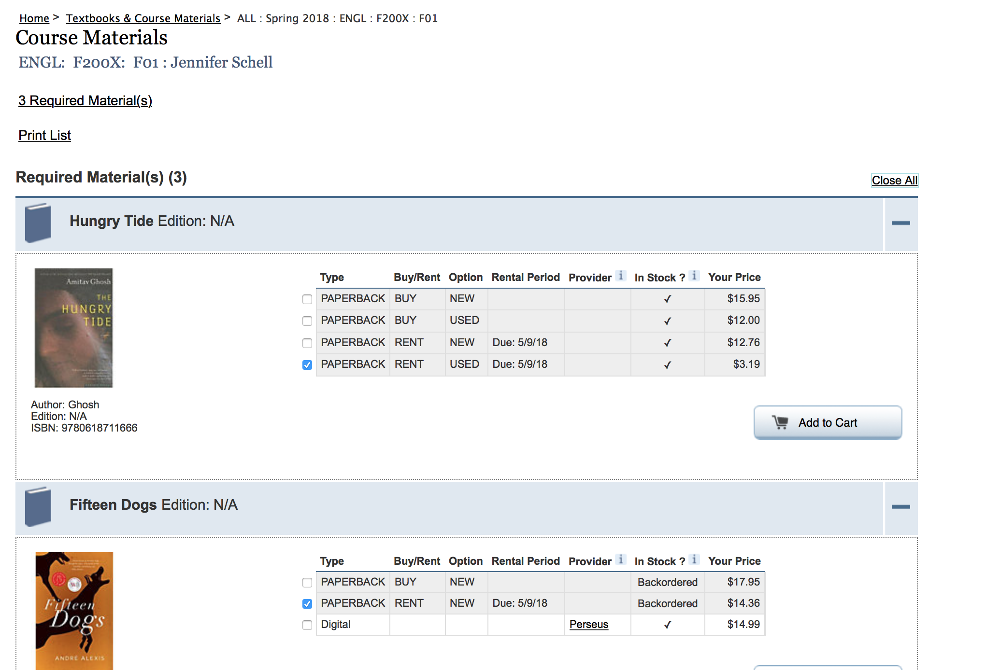 Home > Textbooks & Course Materials > ALL : Spring 2018 : ENGL : F200X : F01
Course Materials
ENGL: F200X: F01 : Jennifer Schell
3 Required Material(s)
Print List
Required Material(s) (3)
Close All
Hungry Tide Edition: N/A
Amitav Ghosh
THE
HUNGRY
TIDE
Type Buy/Rent Option Rental Period Provider i In Stock ? i Your Price
PAPERBACK BUY NEW ✓ $15.95
PAPERBACK BUY USED ✓ $12.00
PAPERBACK RENT NEW Due: 5/9/18 ✓ $12.76
PAPERBACK RENT USED Due: 5/9/18 ✓ $3.19
Author: Ghosh
Edition: N/A
ISBN: 9780618711666
Add to Cart
Fifteen Dogs Edition: N/A
Fifteen
Dogs
ANDRÉ ALEXIS
Type Buy/Rent Option Rental Period Provider i In Stock ? i Your Price
PAPERBACK BUY NEW Backordered $17.95
PAPERBACK RENT NEW Due: 5/9/18 Backordered $14.36
Digital Perseus ✓ $14.99